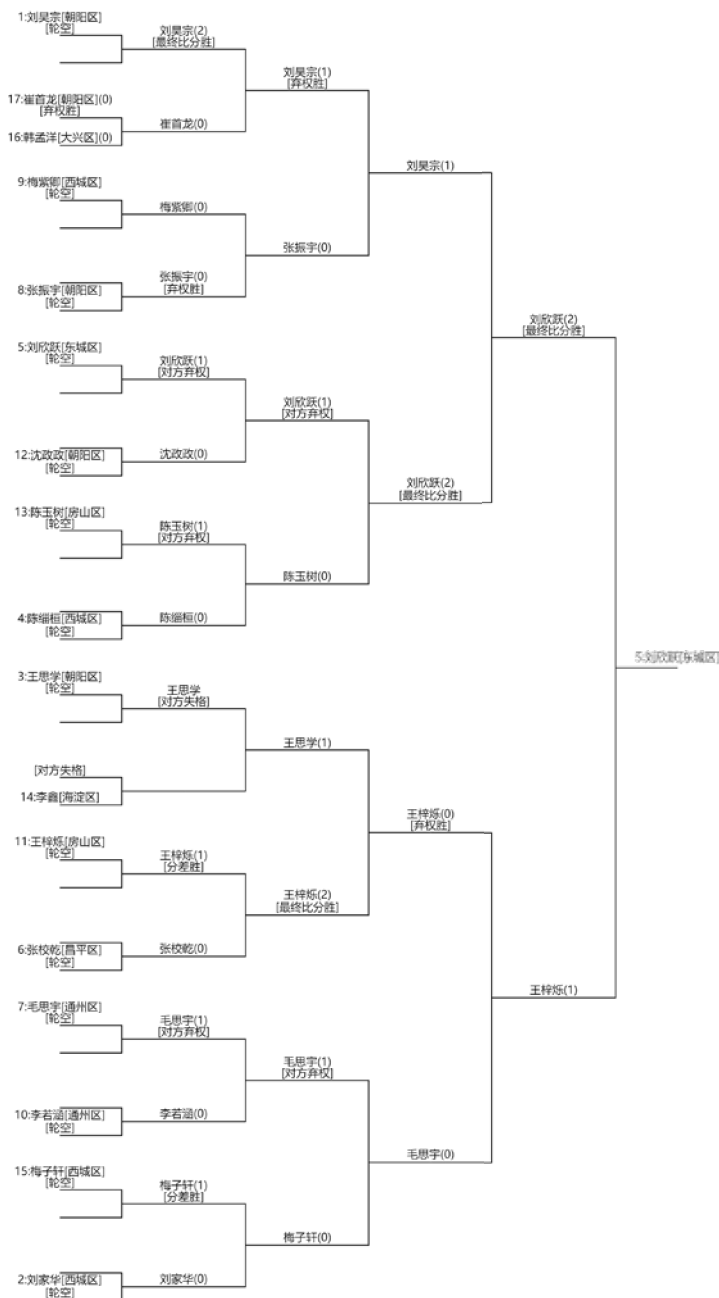 1:刘昊宗[朝阳区]
[轮空]
刘昊宗(2)
[最终比分胜]
刘昊宗(1)
[弃权胜]
17:崔首龙[朝阳区](0)
[弃权胜]
崔首龙(0)
16:韩孟洋[大兴区](0)
刘昊宗(1)
9:梅紫卿[西城区]
[轮空]
梅紫卿(0)
张振宇(0)
张振宇(0)
[弃权胜]
8:张振宇[朝阳区]
[轮空]
刘欣跃(2)
[最终比分胜]
5:刘欣跃[东城区]
[轮空]
刘欣跃(1)
[对方弃权]
刘欣跃(1)
[对方弃权]
12:沈政政[朝阳区]
[轮空]
沈政政(0)
刘欣跃(2)
[最终比分胜]
13:陈玉树[房山区]
[轮空]
陈玉树(1)
[对方弃权]
陈玉树(0)
4:陈缁桓[西城区]
[轮空]
陈缁桓(0)
5:刘欣跃[东城区]
3:王思学[朝阳区]
[轮空]
王思学
[对方失格]
王思学(1)
[对方失格]
14:李鑫[海淀区]
王梓烁(0)
[弃权胜]
11:王梓烁[房山区]
[轮空]
王梓烁(1)
[分差胜]
王梓烁(2)
[最终比分胜]
6:张校乾[昌平区]
[轮空]
张校乾(0)
王梓烁(1)
7:毛思宇[通州区]
[轮空]
毛思宇(1)
[对方弃权]
毛思宇(1)
[对方弃权]
10:李若涵[通州区]
[轮空]
李若涵(0)
毛思宇(0)
15:梅子轩[西城区]
[轮空]
梅子轩(1)
[分差胜]
梅子轩(0)
2:刘家华[西城区]
[轮空]
刘家华(0)